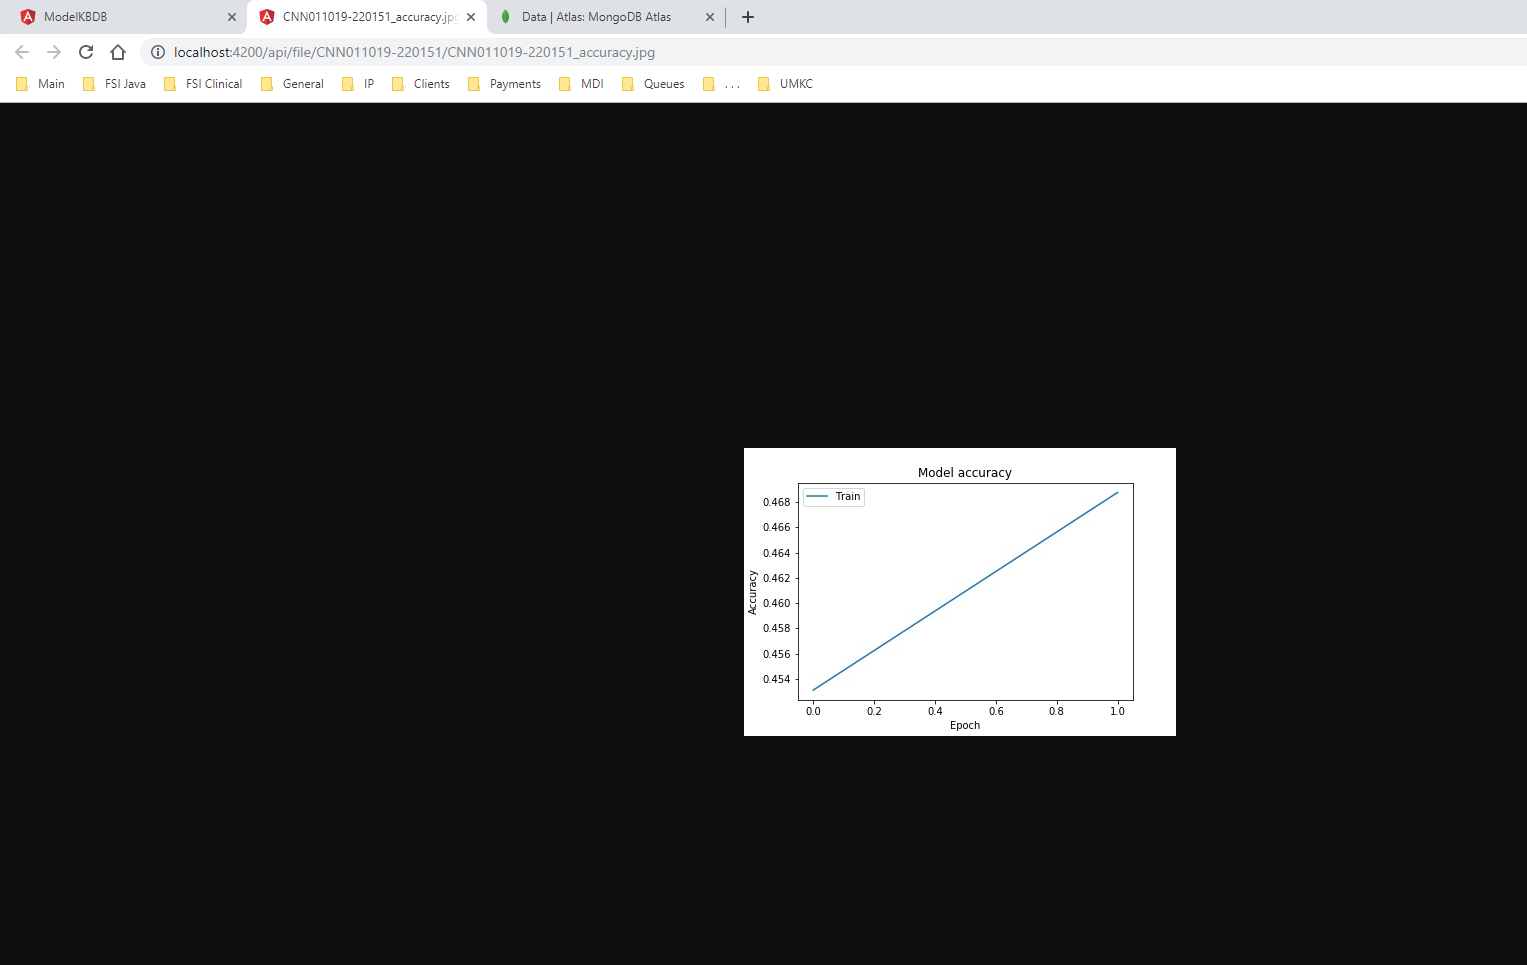 ModelKBDB
CNN011019-220151_accuracy.jpg
Data | Atlas: MongoDB Atlas
localhost:4200/api/file/CNN011019-220151/CNN011019-220151_accuracy.jpg
Main FSI Java FSI Clinical General IP Clients Payments MDI Queues ... UMKC
Model accuracy
Train
0.468
0.466
0.464
0.462
0.460
0.458
0.456
0.454
Accuracy
0.0 0.2 0.4 0.6 0.8 1.0
Epoch